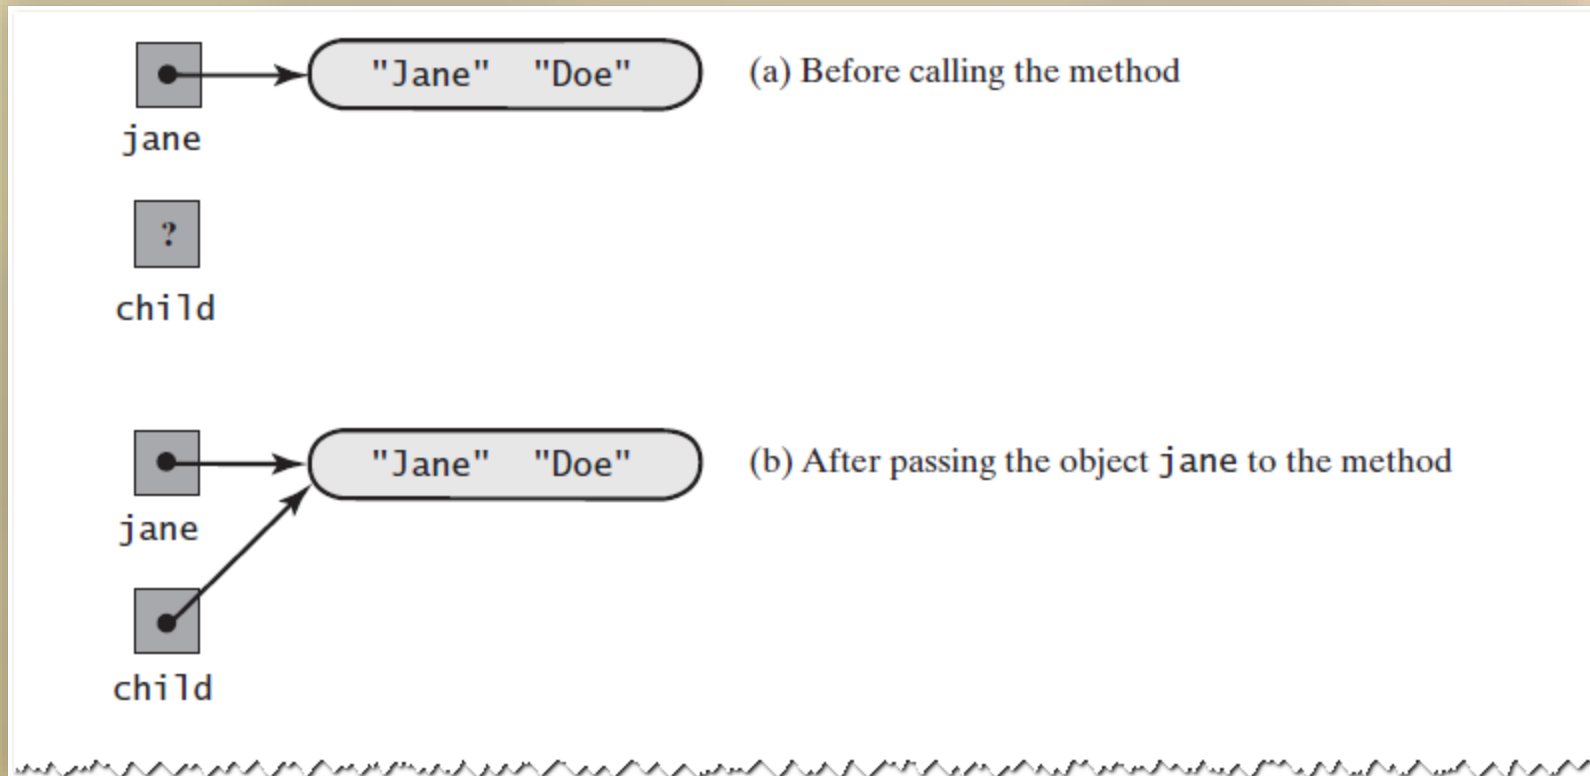 "Jane" "Doe" (a) Before calling the method
jane
?
child
"Jane" "Doe" (b) After passing the object jane to the method
jane
child